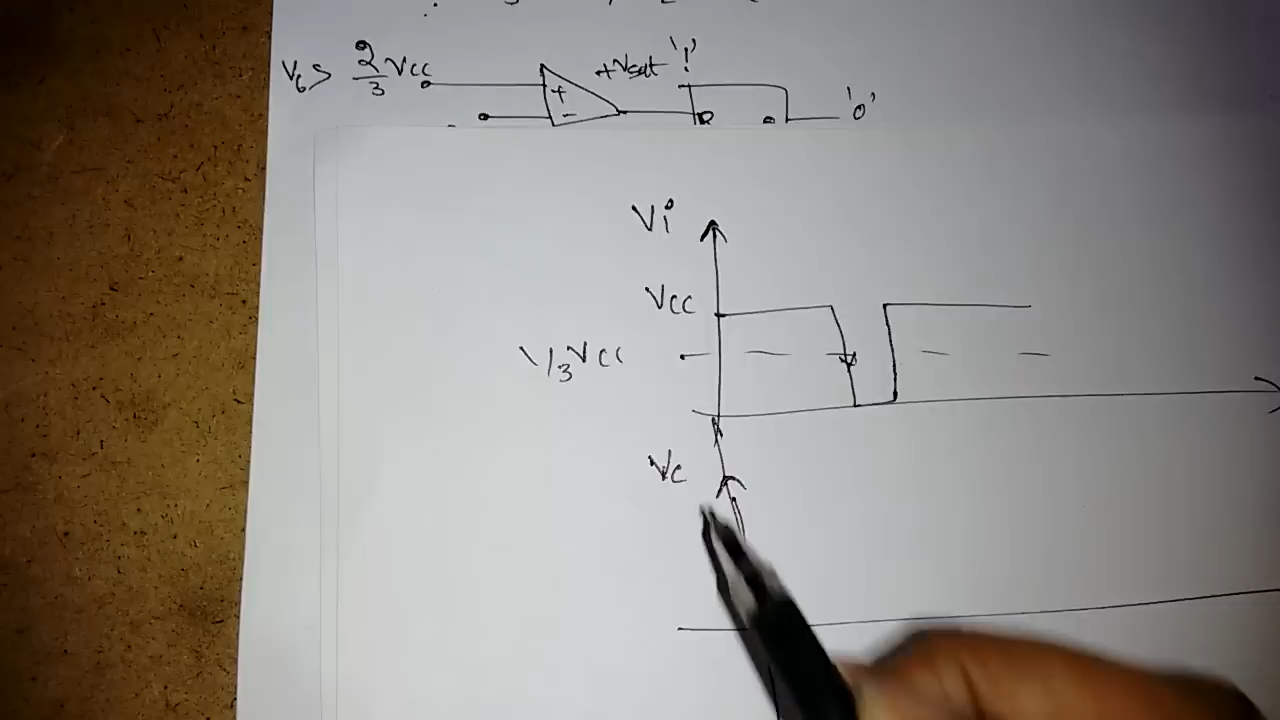 V6 > 2/3 Vcc + - +Vsat '1' R '0'
Vi
Vcc
1/3 Vcc
Vc